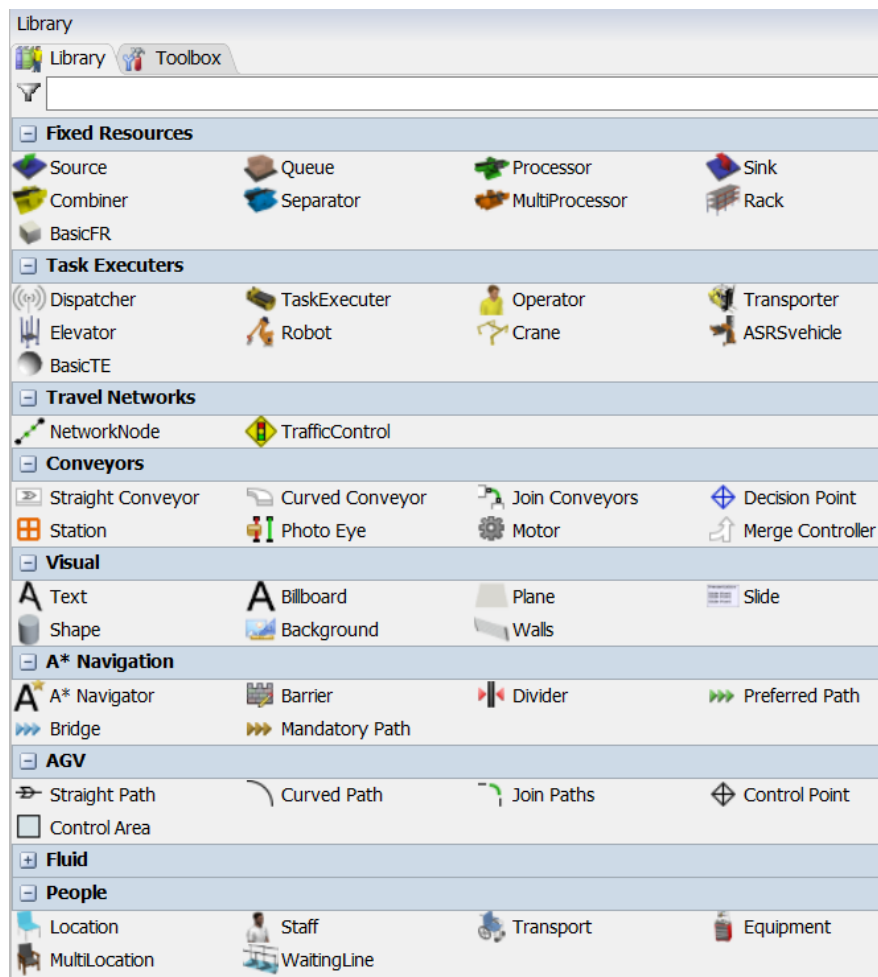 Library
Library Toolbox
Fixed Resources
Source Queue Processor Sink
Combiner Separator MultiProcessor Rack
BasicFR
Task Executers
Dispatcher TaskExecuter Operator Transporter
Elevator Robot Crane ASRSvehicle
BasicTE
Travel Networks
NetworkNode TrafficControl
Conveyors
Straight Conveyor Curved Conveyor Join Conveyors Decision Point
Station Photo Eye Motor Merge Controller
Visual
A Text A Billboard Plane Slide
Shape Background Walls
A* Navigation
A A* Navigator Barrier Divider Preferred Path
Bridge Mandatory Path
AGV
Straight Path Curved Path Join Paths Control Point
Control Area
Fluid
People
Location Staff Transport Equipment
MultiLocation WaitingLine